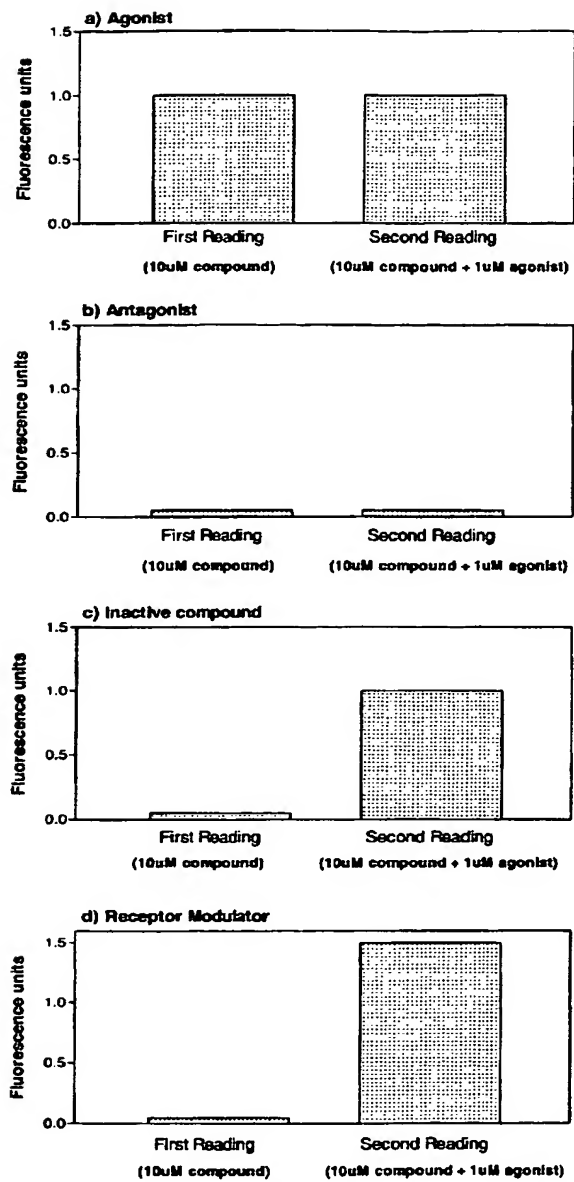 a) Agonist
Fluorescence units
1.5
1.0
0.5
0.0
First Reading Second Reading
(10uM compound) (10uM compound + 1uM agonist)
b) Antagonist
Fluorescence units
1.5
1.0
0.5
0.0
First Reading Second Reading
(10uM compound) (10uM compound + 1uM agonist)
c) Inactive compound
Fluorescence units
1.5
1.0
0.5
0.0
First Reading Second Reading
(10uM compound) (10uM compound + 1uM agonist)
d) Receptor Modulator
Fluorescence units
1.5
1.0
0.5
0.0
First Reading Second Reading
(10uM compound) (10uM compound + 1uM agonist)